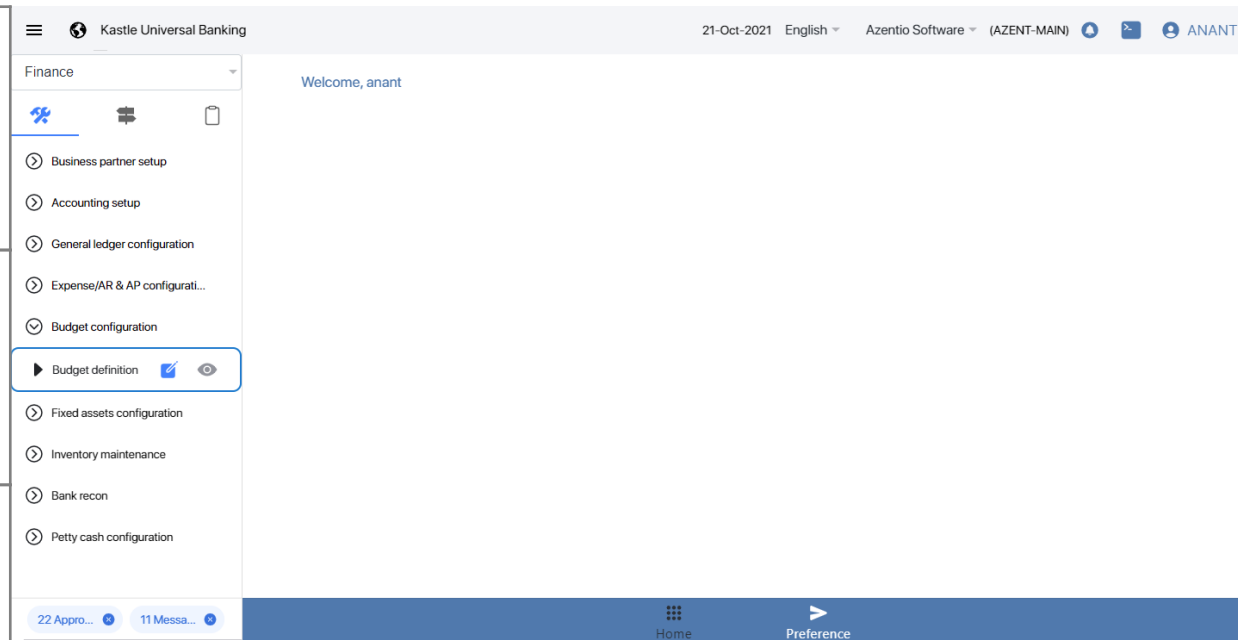 Kastle Universal Banking
21-Oct-2021 English Azentio Software (AZENT-MAIN) ANANT
Finance
Welcome, anant
Business partner setup
Accounting setup
General ledger configuration
Expense/AR & AP configurati...
Budget configuration
Budget definition
Fixed assets configuration
Inventory maintenance
Bank recon
Petty cash configuration
22 Appro... 11 Messa...
Home Preference